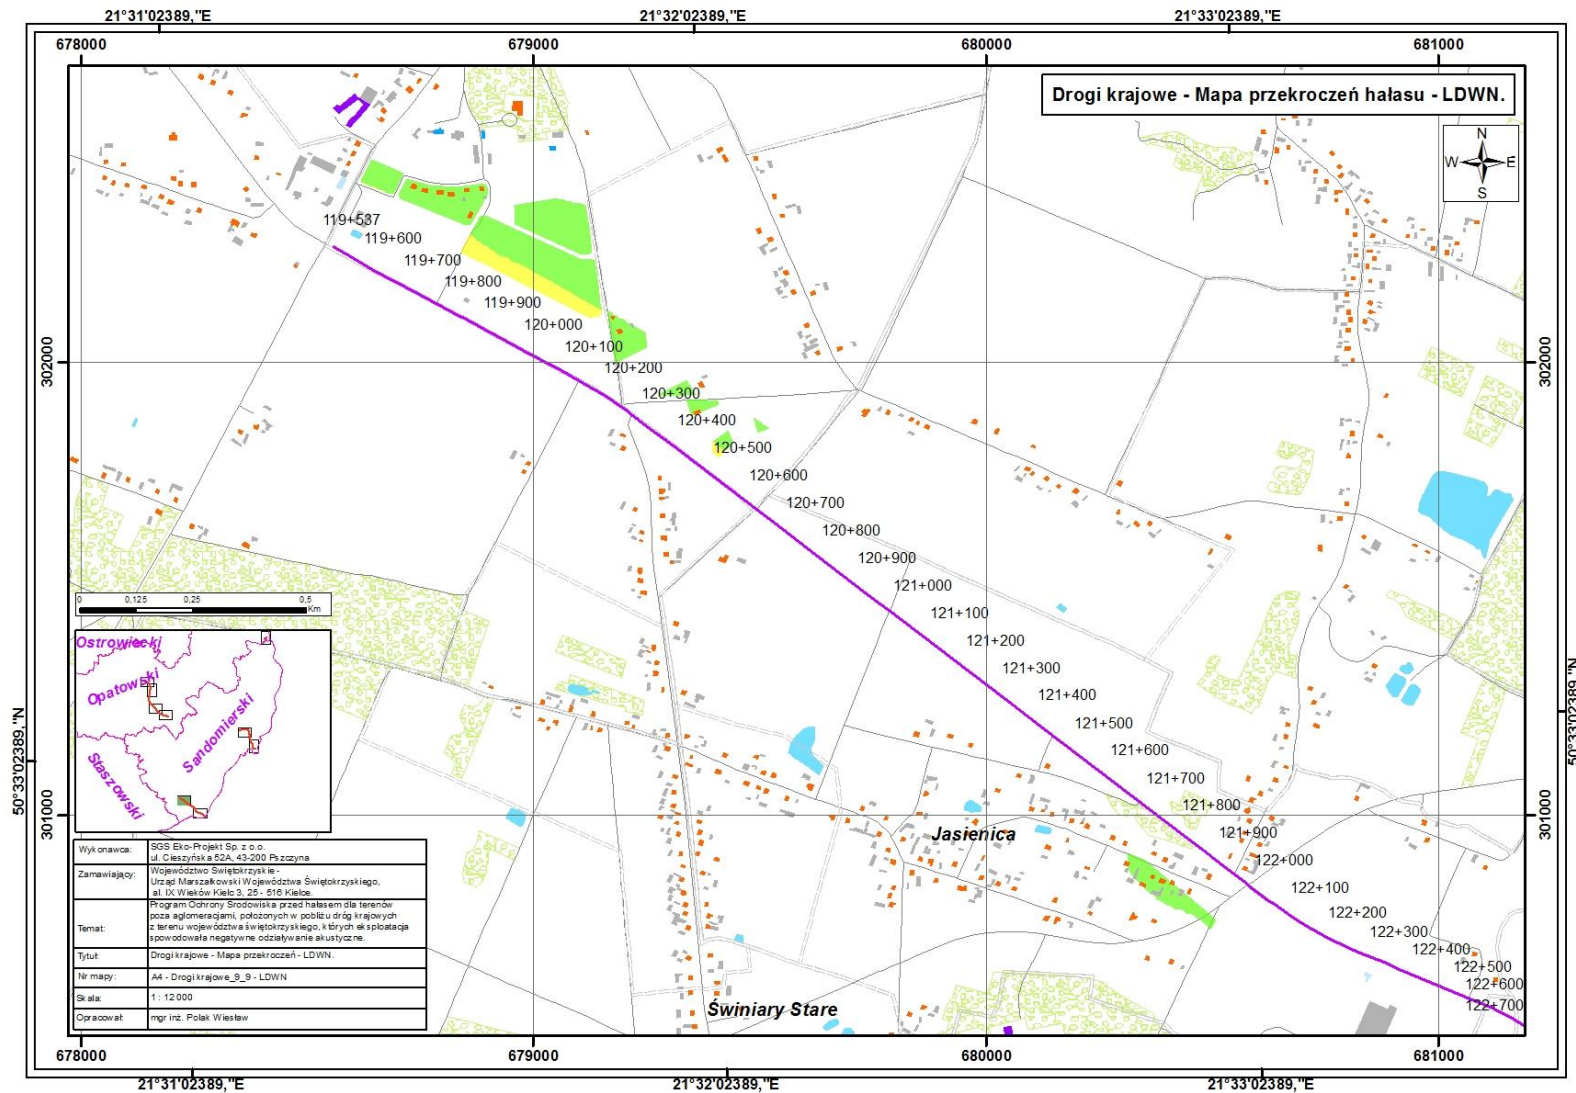 21°31'02389,"E
21°32'02389,"E
21°33'02389,"E
678000
679000
680000
681000
Drogi krajowe - Mapa przekroczeń hałasu - LDWN.
N
W
E
S
119+537
119+600
119+700
119+800
119+900
120+000
120+100
120+200
120+300
120+400
120+500
120+600
120+700
120+800
120+900
121+000
121+100
121+200
121+300
121+400
121+500
121+600
121+700
121+800
121+900
122+000
122+100
122+200
122+300
122+400
122+500
122+600
122+700
302000
302000
301000
301000
50°33'02389,"N
50°33'02389,"N
0 0,125 0,25 0,5
Km
Ostrowiecki
Opatowski
Sandomierski
Staszowski
Jasienica
Świniary Stare
Wykonawca: SGS Eko-Projekt Sp. z o.o.
ul. Cieszyńska 52A, 43-200 Pszczyna
Zamawiający: Województwo Świętokrzyskie -
Urząd Marszałkowski Województwa Świętokrzyskiego,
al. IX Wieków Kielc 3, 25 - 516 Kielce.
Temat: Program Ochrony Środowiska przed hałasem dla terenów
poza aglomeracjami, położonych w pobliżu dróg krajowych
z terenu województwa świętokrzyskiego, których eksploatacja
spowodowała negatywne odziaływanie akustyczne.
Tytuł: Drogi krajowe - Mapa przekroczeń - LDWN.
Nr mapy: A4 - Drogi krajowe_9_9 - LDWN
Skala: 1 : 12 000
Opracował: mgr inż. Polak Wiesław
678000
679000
680000
681000
21°31'02389,"E
21°32'02389,"E
21°33'02389,"E